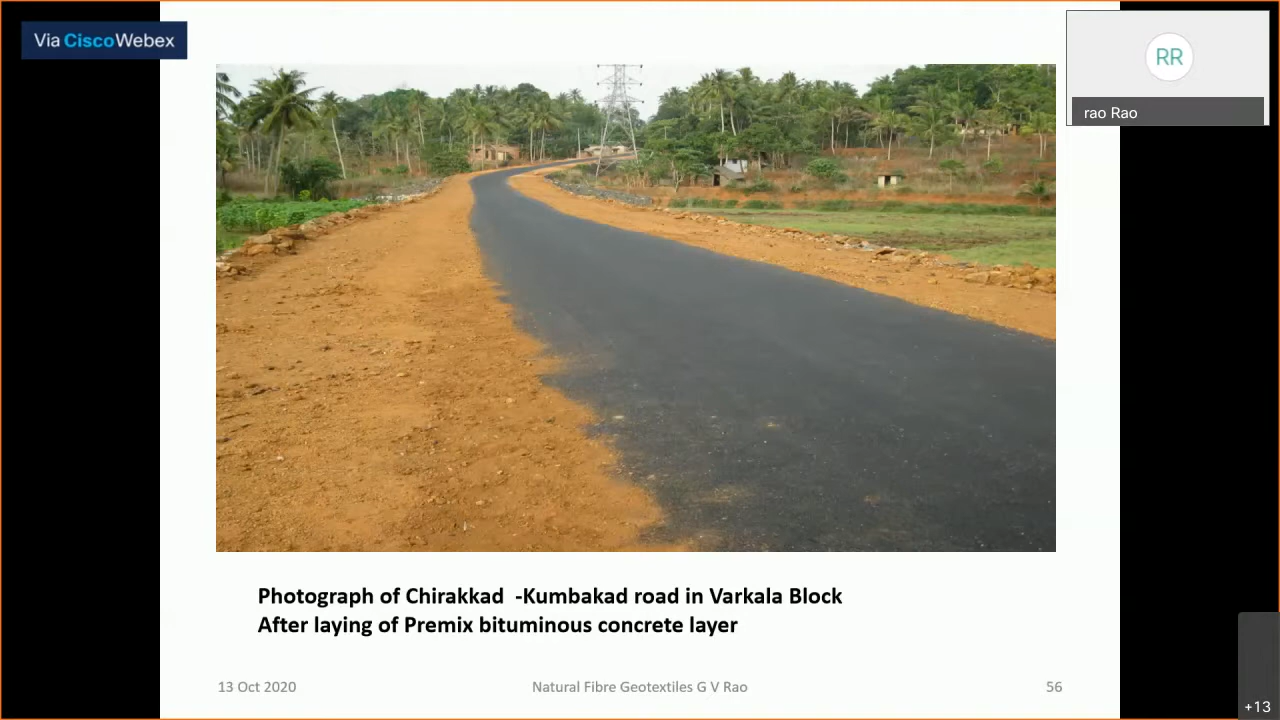 Via CiscoWebex
RR
rao Rao
Photograph of Chirakkad -Kumbakad road in Varkala Block
After laying of Premix bituminous concrete layer
13 Oct 2020
Natural Fibre Geotextiles G V Rao
56
+13